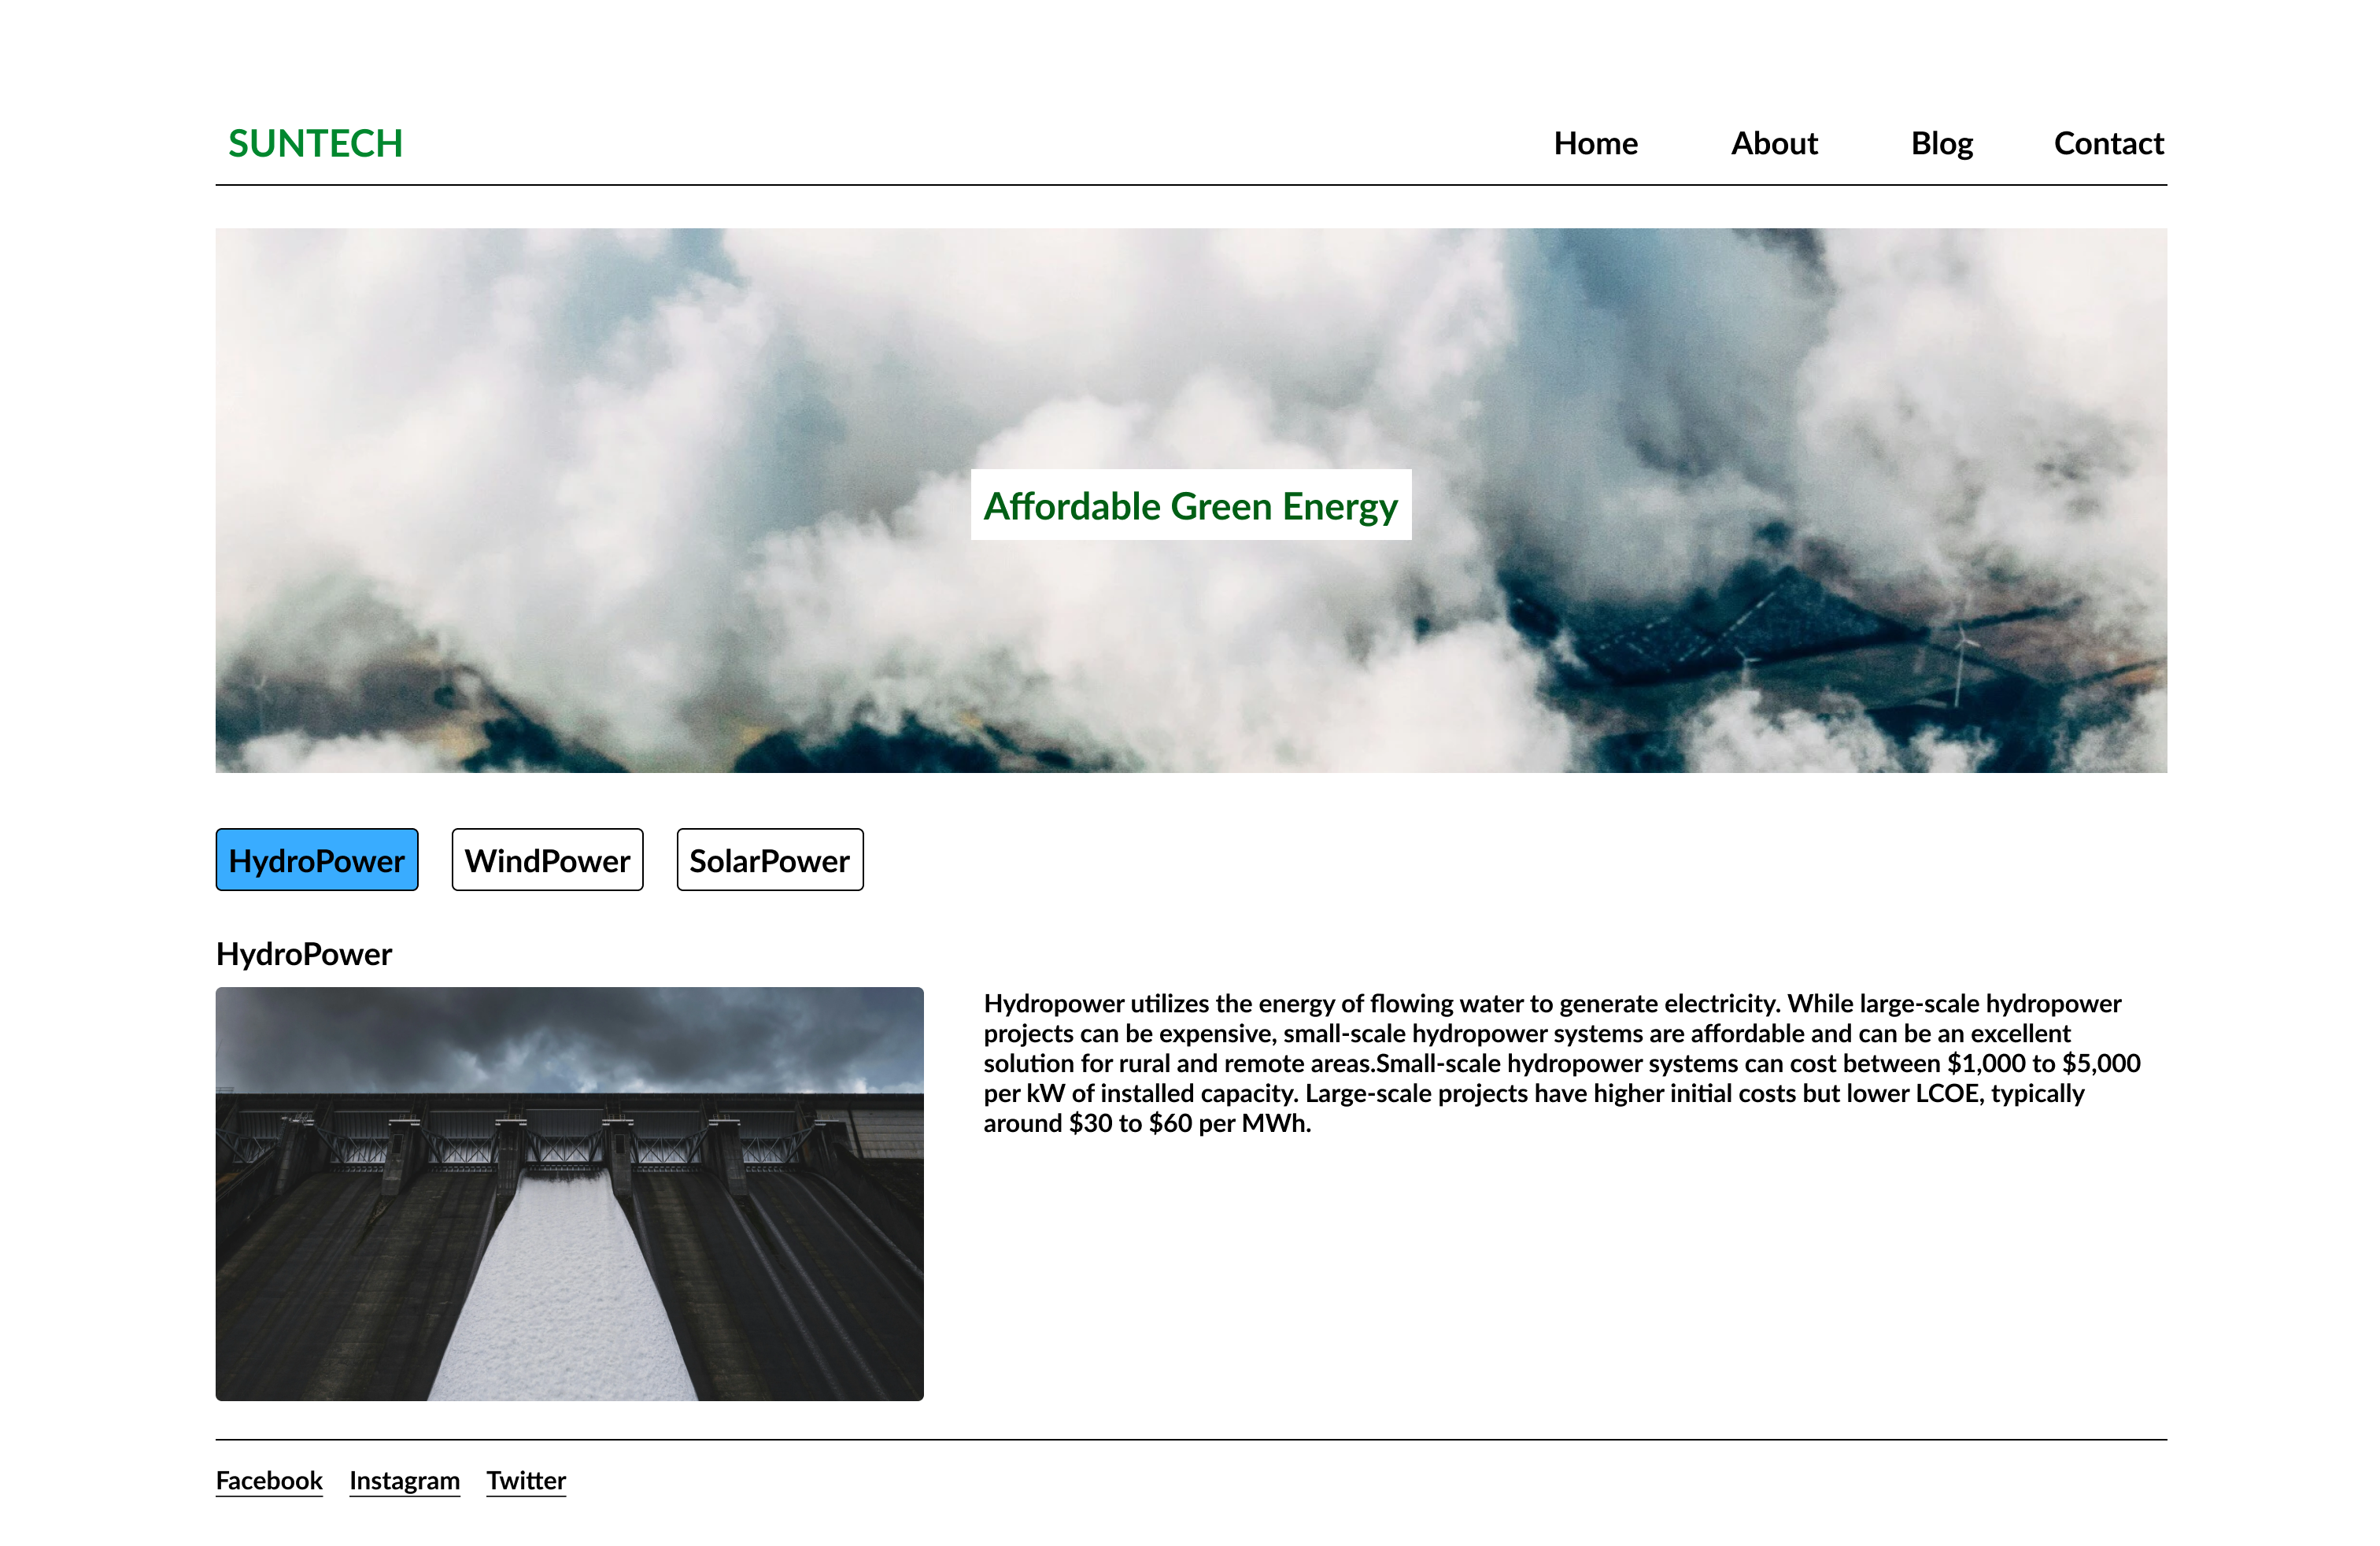 SUNTECH
Home About Blog Contact
Affordable Green Energy
HydroPower WindPower SolarPower
HydroPower
Hydropower utilizes the energy of flowing water to generate electricity. While large-scale hydropower
projects can be expensive, small-scale hydropower systems are affordable and can be an excellent
solution for rural and remote areas.Small-scale hydropower systems can cost between $1,000 to $5,000
per kW of installed capacity. Large-scale projects have higher initial costs but lower LCOE, typically
around $30 to $60 per MWh.
Facebook Instagram Twitter